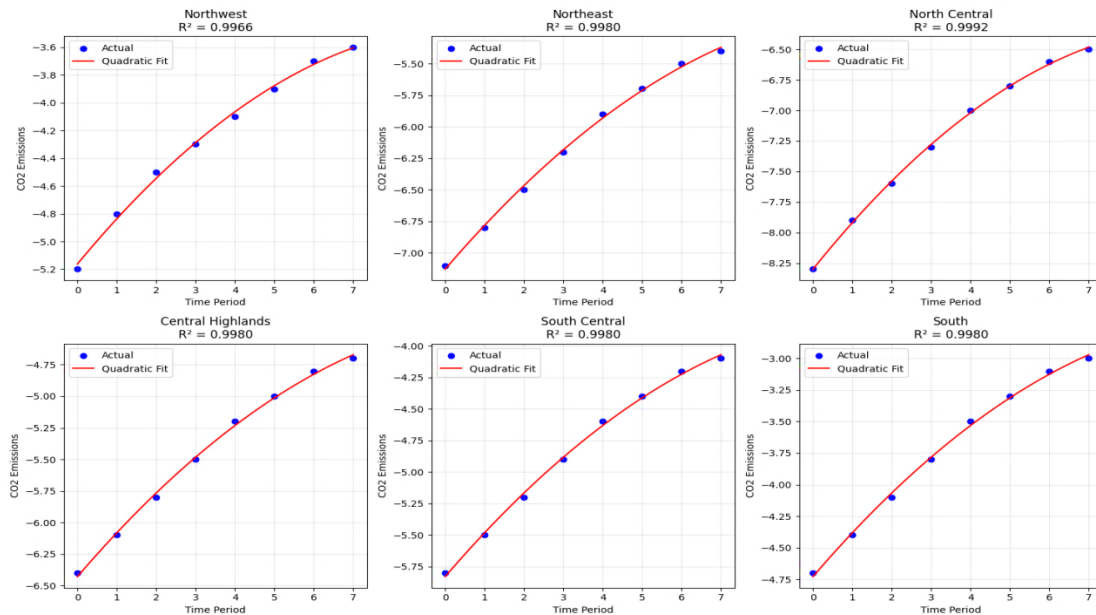 Northwest
R² = 0.9966
Actual
Quadratic Fit
−3.6
−3.8
−4.0
−4.2
−4.4
−4.6
−4.8
−5.0
−5.2
CO2 Emissions
0 1 2 3 4 5 6 7
Time Period
Northeast
R² = 0.9980
Actual
Quadratic Fit
−5.50
−5.75
−6.00
−6.25
−6.50
−6.75
−7.00
CO2 Emissions
0 1 2 3 4 5 6 7
Time Period
North Central
R² = 0.9992
Actual
Quadratic Fit
−6.50
−6.75
−7.00
−7.25
−7.50
−7.75
−8.00
−8.25
CO2 Emissions
0 1 2 3 4 5 6 7
Time Period
Central Highlands
R² = 0.9980
Actual
Quadratic Fit
−4.75
−5.00
−5.25
−5.50
−5.75
−6.00
−6.25
−6.50
CO2 Emissions
0 1 2 3 4 5 6 7
Time Period
South Central
R² = 0.9980
Actual
Quadratic Fit
−4.00
−4.25
−4.50
−4.75
−5.00
−5.25
−5.50
−5.75
CO2 Emissions
0 1 2 3 4 5 6 7
Time Period
South
R² = 0.9980
Actual
Quadratic Fit
−3.00
−3.25
−3.50
−3.75
−4.00
−4.25
−4.50
−4.75
CO2 Emissions
0 1 2 3 4 5 6 7
Time Period